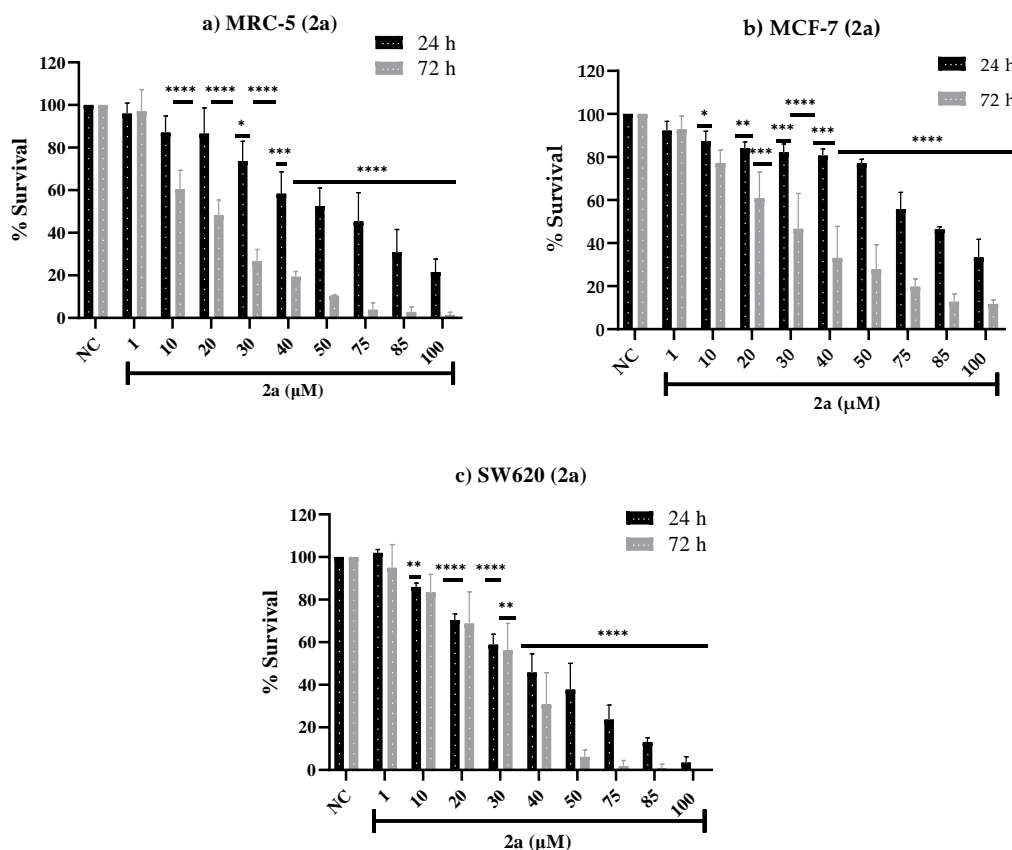 a) MRC-5 (2a)
24 h
72 h
120
100
80
60
40
20
0
% Survival
**** **** ****
*
***
****
NC 1 10 20 30 40 50 75 85 100
2a (µM)
b) MCF-7 (2a)
24 h
72 h
120
100
80
60
40
20
0
% Survival
****
* ** *** ***
***
****
NC 1 10 20 30 40 50 75 85 100
2a (µM)
c) SW620 (2a)
24 h
72 h
120
100
80
60
40
20
0
% Survival
** **** ****
**
****
NC 1 10 20 30 40 50 75 85 100
2a (µM)